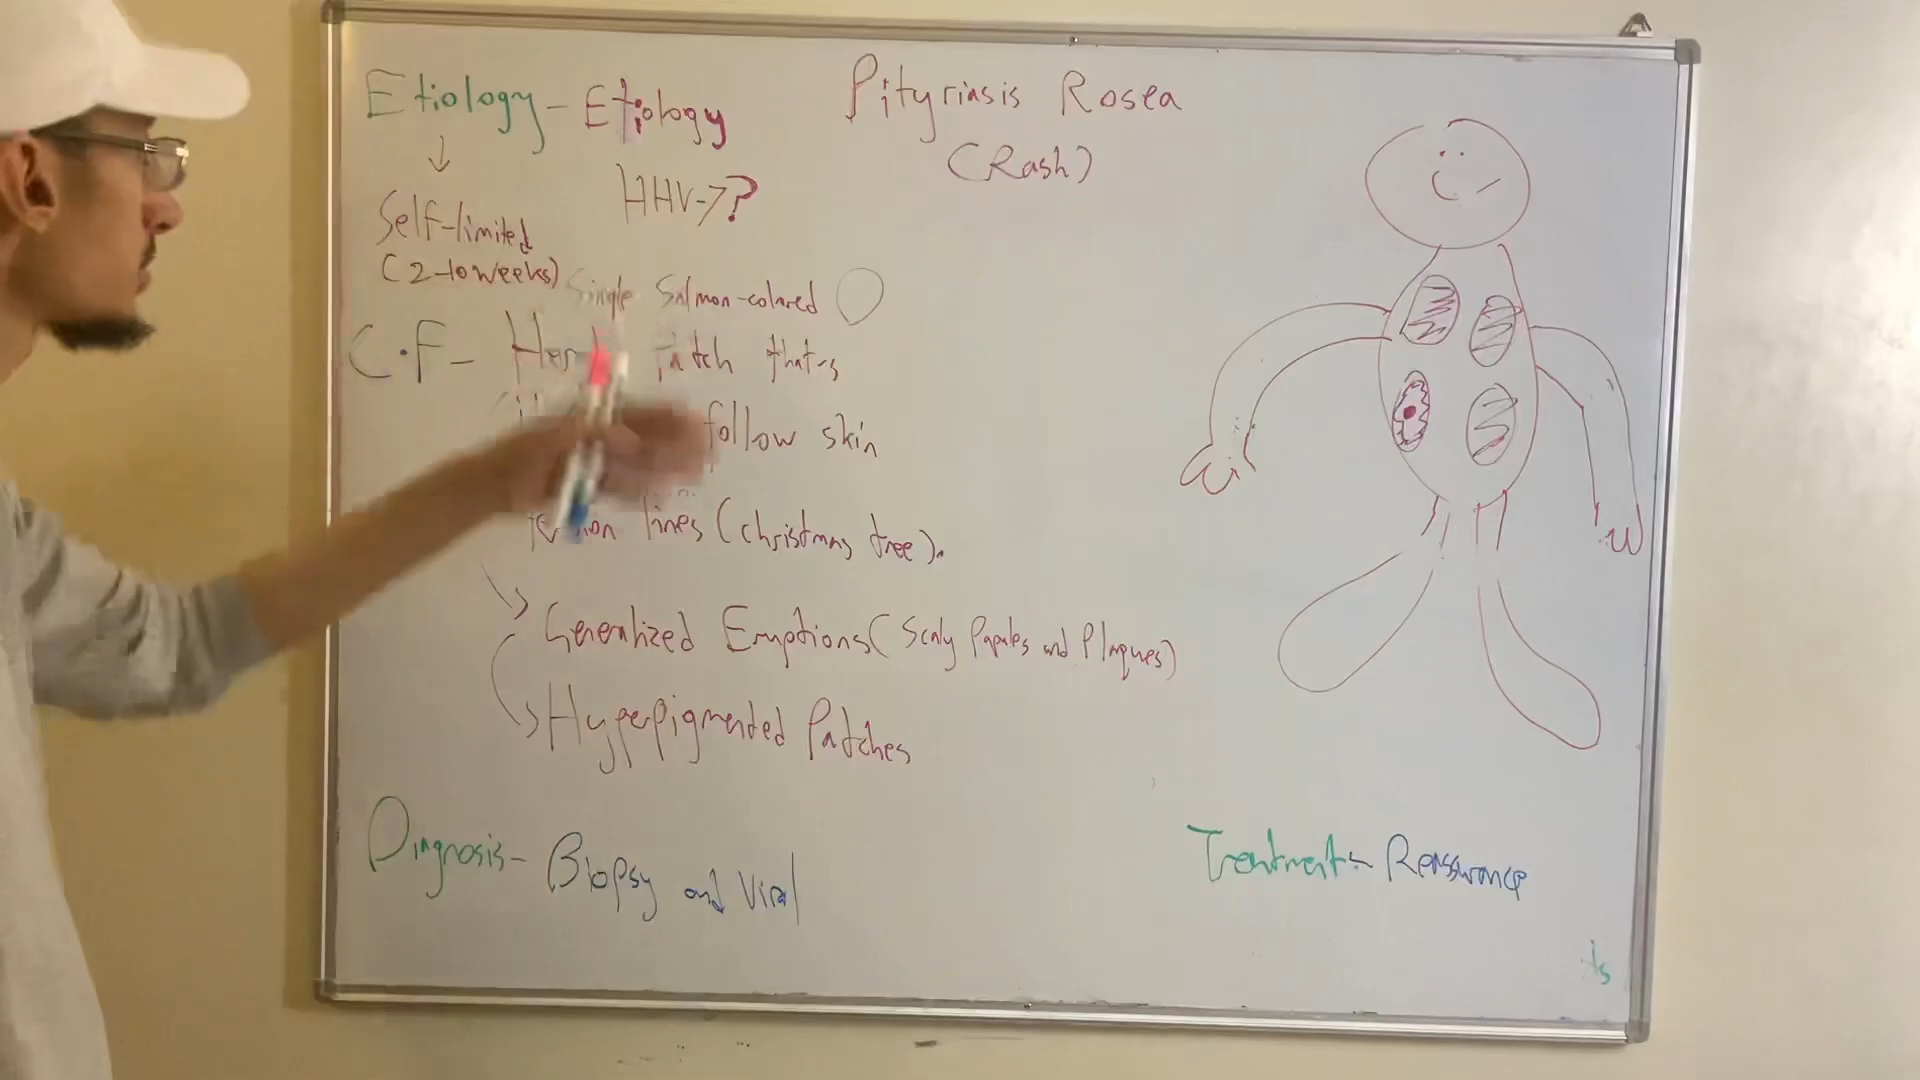 Pityriasis Rosea
(Rash)
Etiology - Etiology
HHV-7?
Self-limited
(2-10 weeks)
Single Salmon-colored
C.F - Patch that's
follow skin
lines (christmas tree).
Generalized Eruptions (Scaly Papules and Plaques)
Hyperpigmented Patches
Diagnosis - Biopsy and Viral
Treatment - Reassurance